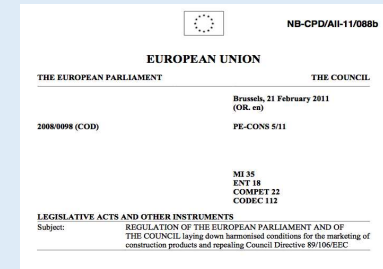 NB-CPD/AII-11/088b
EUROPEAN UNION
THE EUROPEAN PARLIAMENT THE COUNCIL
Brussels, 21 February 2011
(OR. en)
2008/0098 (COD) PE-CONS 5/11
MI 35
ENT 18
COMPET 22
CODEC 112
LEGISLATIVE ACTS AND OTHER INSTRUMENTS
Subject: REGULATION OF THE EUROPEAN PARLIAMENT AND OF
THE COUNCIL laying down harmonised conditions for the marketing of
construction products and repealing Council Directive 89/106/EEC